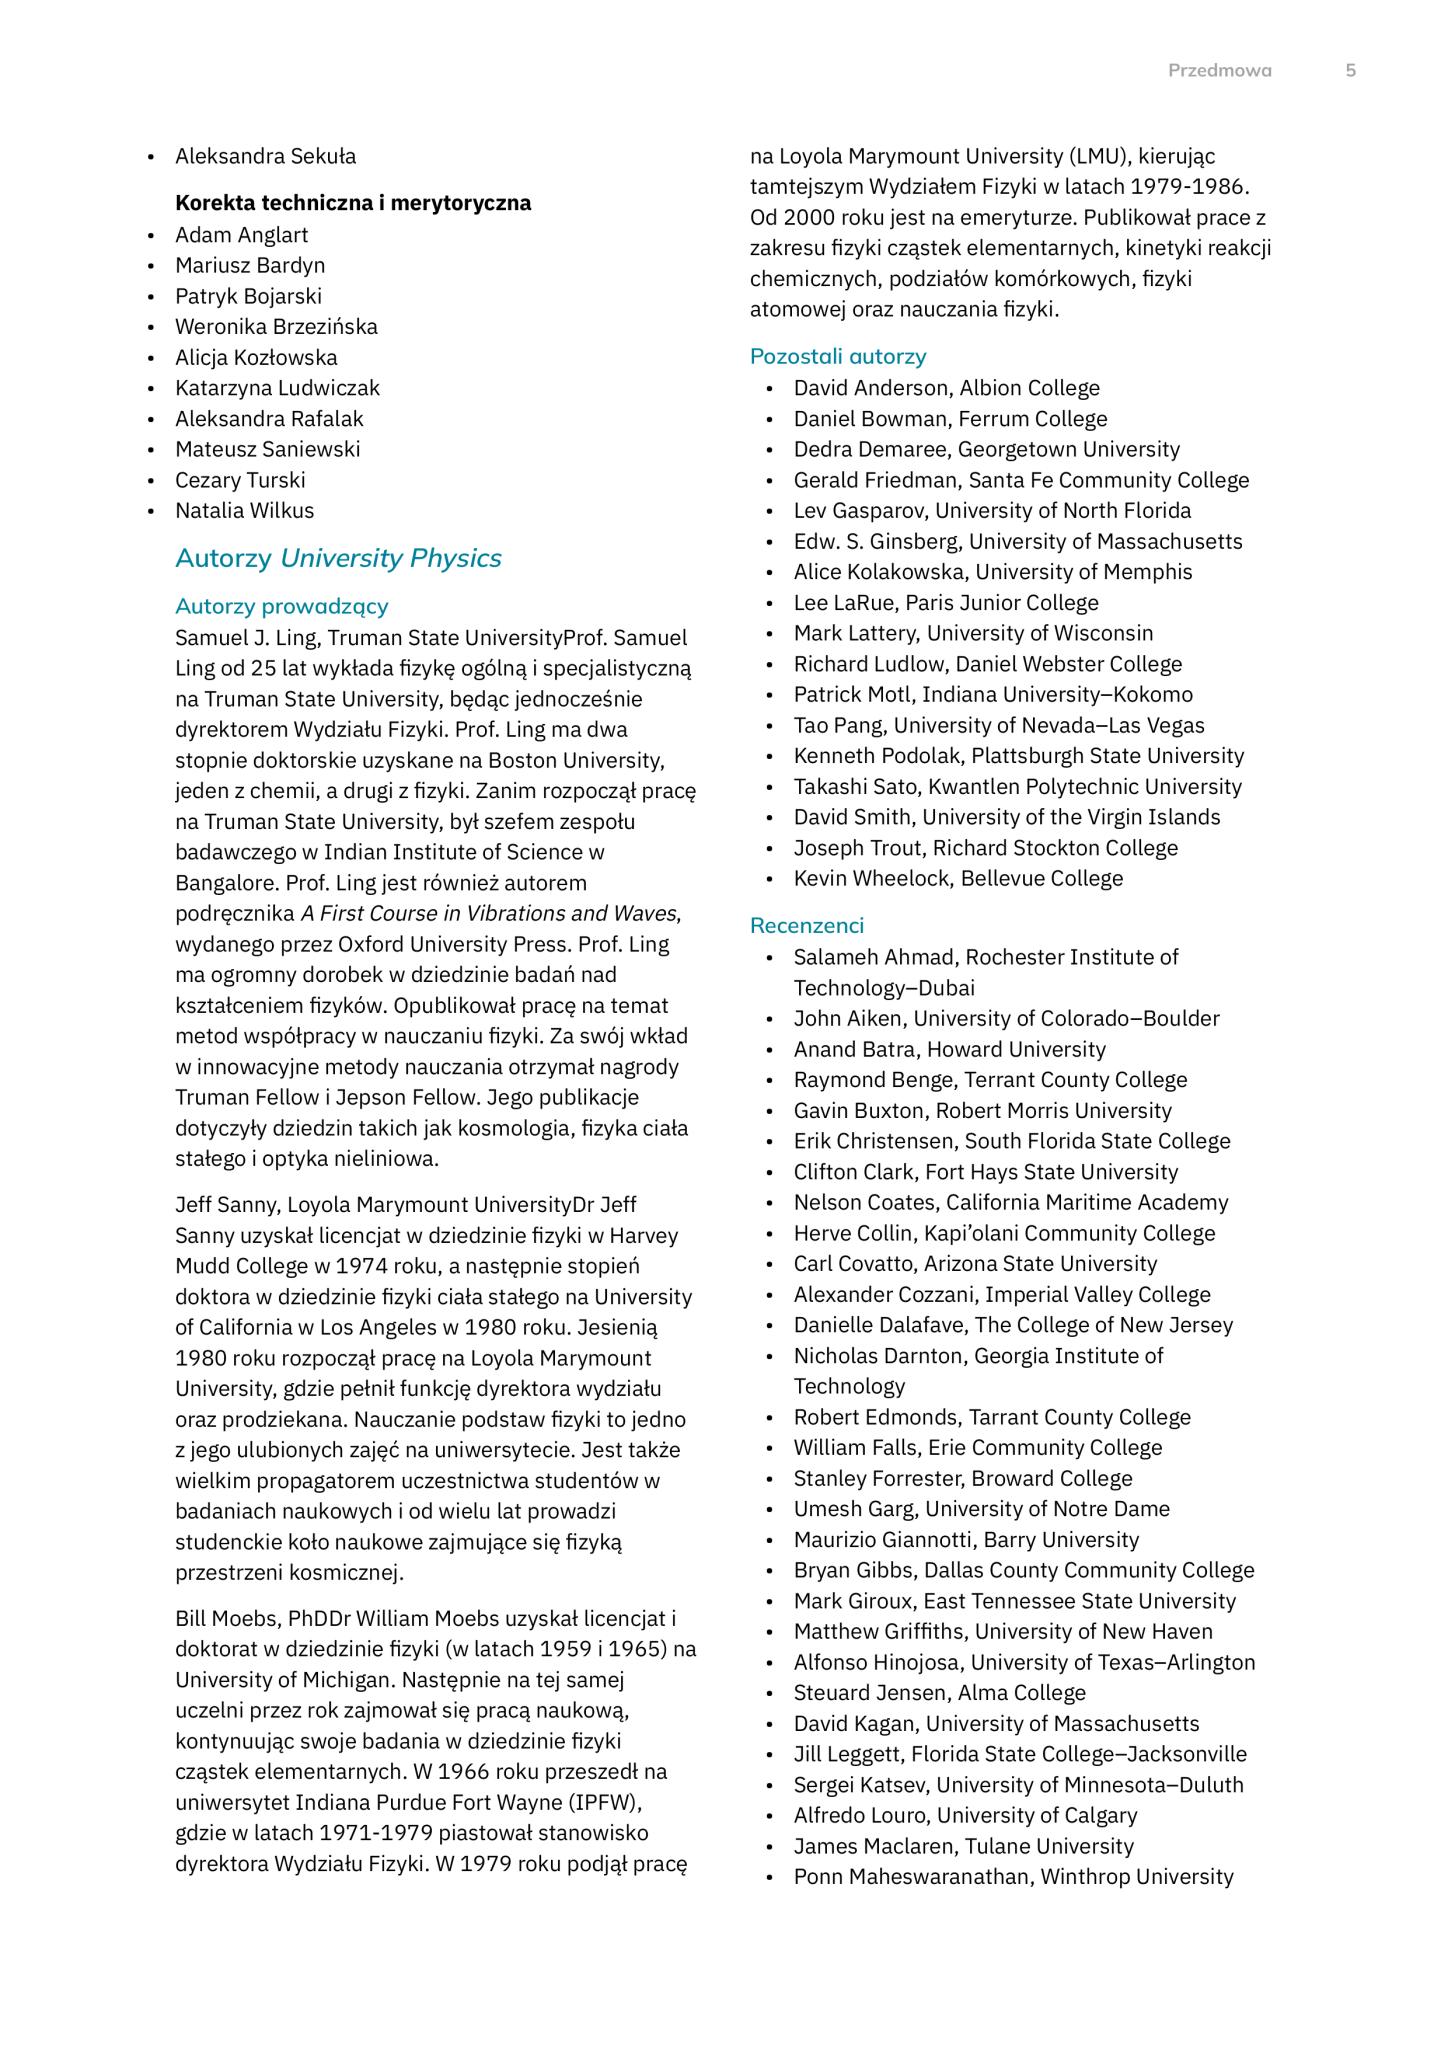 Przedmowa 5
• Aleksandra Sekuła
Korekta techniczna i merytoryczna
• Adam Anglart
• Mariusz Bardyn
• Patryk Bojarski
• Weronika Brzezińska
• Alicja Kozłowska
• Katarzyna Ludwiczak
• Aleksandra Rafalak
• Mateusz Saniewski
• Cezary Turski
• Natalia Wilkus
Autorzy University Physics
Autorzy prowadzący
Samuel J. Ling, Truman State UniversityProf. Samuel
Ling od 25 lat wykłada fizykę ogólną i specjalistyczną
na Truman State University, będąc jednocześnie
dyrektorem Wydziału Fizyki. Prof. Ling ma dwa
stopnie doktorskie uzyskane na Boston University,
jeden z chemii, a drugi z fizyki. Zanim rozpoczął pracę
na Truman State University, był szefem zespołu
badawczego w Indian Institute of Science w
Bangalore. Prof. Ling jest również autorem
podręcznika A First Course in Vibrations and Waves,
wydanego przez Oxford University Press. Prof. Ling
ma ogromny dorobek w dziedzinie badań nad
kształceniem fizyków. Opublikował pracę na temat
metod współpracy w nauczaniu fizyki. Za swój wkład
w innowacyjne metody nauczania otrzymał nagrody
Truman Fellow i Jepson Fellow. Jego publikacje
dotyczyły dziedzin takich jak kosmologia, fizyka ciała
stałego i optyka nieliniowa.
Jeff Sanny, Loyola Marymount UniversityDr Jeff
Sanny uzyskał licencjat w dziedzinie fizyki w Harvey
Mudd College w 1974 roku, a następnie stopień
doktora w dziedzinie fizyki ciała stałego na University
of California w Los Angeles w 1980 roku. Jesienią
1980 roku rozpoczął pracę na Loyola Marymount
University, gdzie pełnił funkcję dyrektora wydziału
oraz prodziekana. Nauczanie podstaw fizyki to jedno
z jego ulubionych zajęć na uniwersytecie. Jest także
wielkim propagatorem uczestnictwa studentów w
badaniach naukowych i od wielu lat prowadzi
studenckie koło naukowe zajmujące się fizyką
przestrzeni kosmicznej.
Bill Moebs, PhDDr William Moebs uzyskał licencjat i
doktorat w dziedzinie fizyki (w latach 1959 i 1965) na
University of Michigan. Następnie na tej samej
uczelni przez rok zajmował się pracą naukową,
kontynuując swoje badania w dziedzinie fizyki
cząstek elementarnych. W 1966 roku przeszedł na
uniwersytet Indiana Purdue Fort Wayne (IPFW),
gdzie w latach 1971-1979 piastował stanowisko
dyrektora Wydziału Fizyki. W 1979 roku podjął pracę
na Loyola Marymount University (LMU), kierując
tamtejszym Wydziałem Fizyki w latach 1979-1986.
Od 2000 roku jest na emeryturze. Publikował prace z
zakresu fizyki cząstek elementarnych, kinetyki reakcji
chemicznych, podziałów komórkowych, fizyki
atomowej oraz nauczania fizyki.
Pozostali autorzy
• David Anderson, Albion College
• Daniel Bowman, Ferrum College
• Dedra Demaree, Georgetown University
• Gerald Friedman, Santa Fe Community College
• Lev Gasparov, University of North Florida
• Edw. S. Ginsberg, University of Massachusetts
• Alice Kolakowska, University of Memphis
• Lee LaRue, Paris Junior College
• Mark Lattery, University of Wisconsin
• Richard Ludlow, Daniel Webster College
• Patrick Motl, Indiana University–Kokomo
• Tao Pang, University of Nevada–Las Vegas
• Kenneth Podolak, Plattsburgh State University
• Takashi Sato, Kwantlen Polytechnic University
• David Smith, University of the Virgin Islands
• Joseph Trout, Richard Stockton College
• Kevin Wheelock, Bellevue College
Recenzenci
• Salameh Ahmad, Rochester Institute of
Technology–Dubai
• John Aiken, University of Colorado–Boulder
• Anand Batra, Howard University
• Raymond Benge, Terrant County College
• Gavin Buxton, Robert Morris University
• Erik Christensen, South Florida State College
• Clifton Clark, Fort Hays State University
• Nelson Coates, California Maritime Academy
• Herve Collin, Kapi’olani Community College
• Carl Covatto, Arizona State University
• Alexander Cozzani, Imperial Valley College
• Danielle Dalafave, The College of New Jersey
• Nicholas Darnton, Georgia Institute of
Technology
• Robert Edmonds, Tarrant County College
• William Falls, Erie Community College
• Stanley Forrester, Broward College
• Umesh Garg, University of Notre Dame
• Maurizio Giannotti, Barry University
• Bryan Gibbs, Dallas County Community College
• Mark Giroux, East Tennessee State University
• Matthew Griffiths, University of New Haven
• Alfonso Hinojosa, University of Texas–Arlington
• Steuard Jensen, Alma College
• David Kagan, University of Massachusetts
• Jill Leggett, Florida State College–Jacksonville
• Sergei Katsev, University of Minnesota–Duluth
• Alfredo Louro, University of Calgary
• James Maclaren, Tulane University
• Ponn Maheswaranathan, Winthrop University